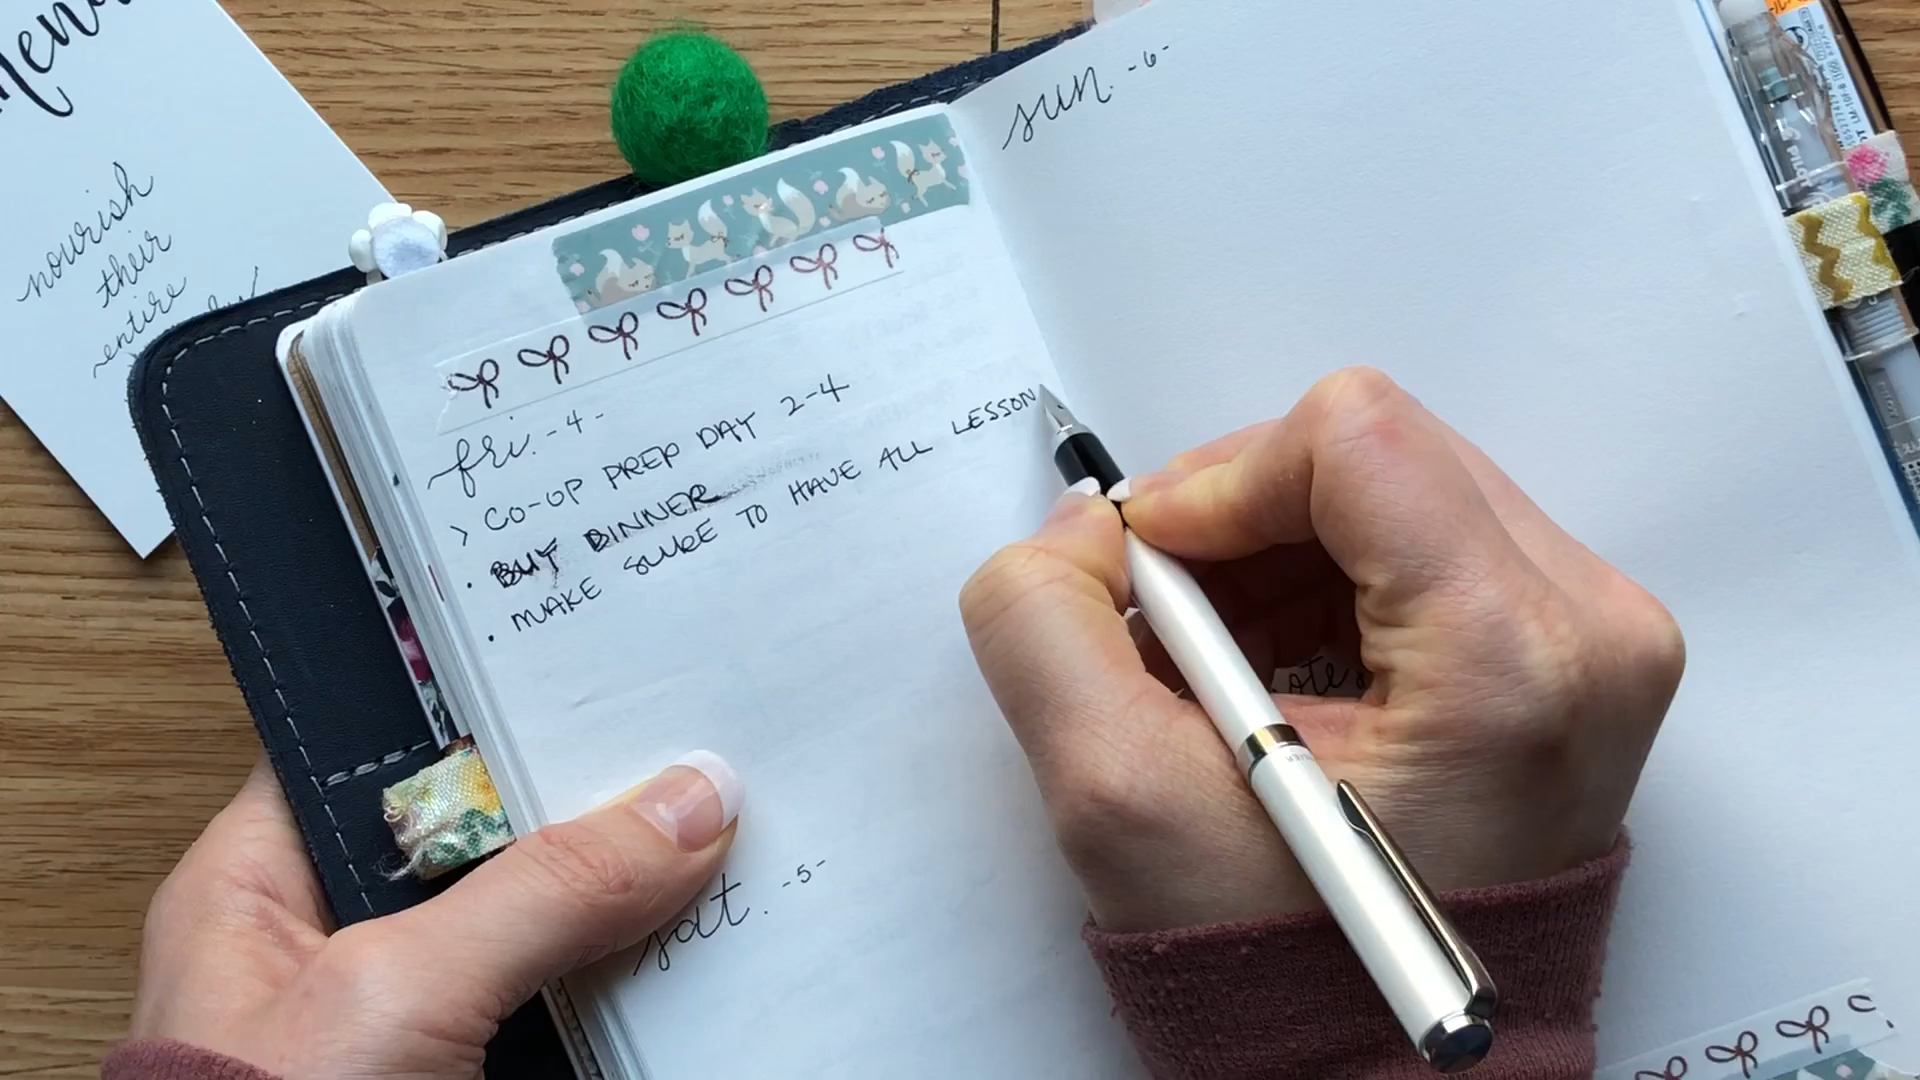 nourish
their
entire
fri. -4-
> CO-OP PREP DAY 2-4
• BUY DINNER
• MAKE SURE TO HAVE ALL LESSON
sat. -5-
sun. -6-
PILOT